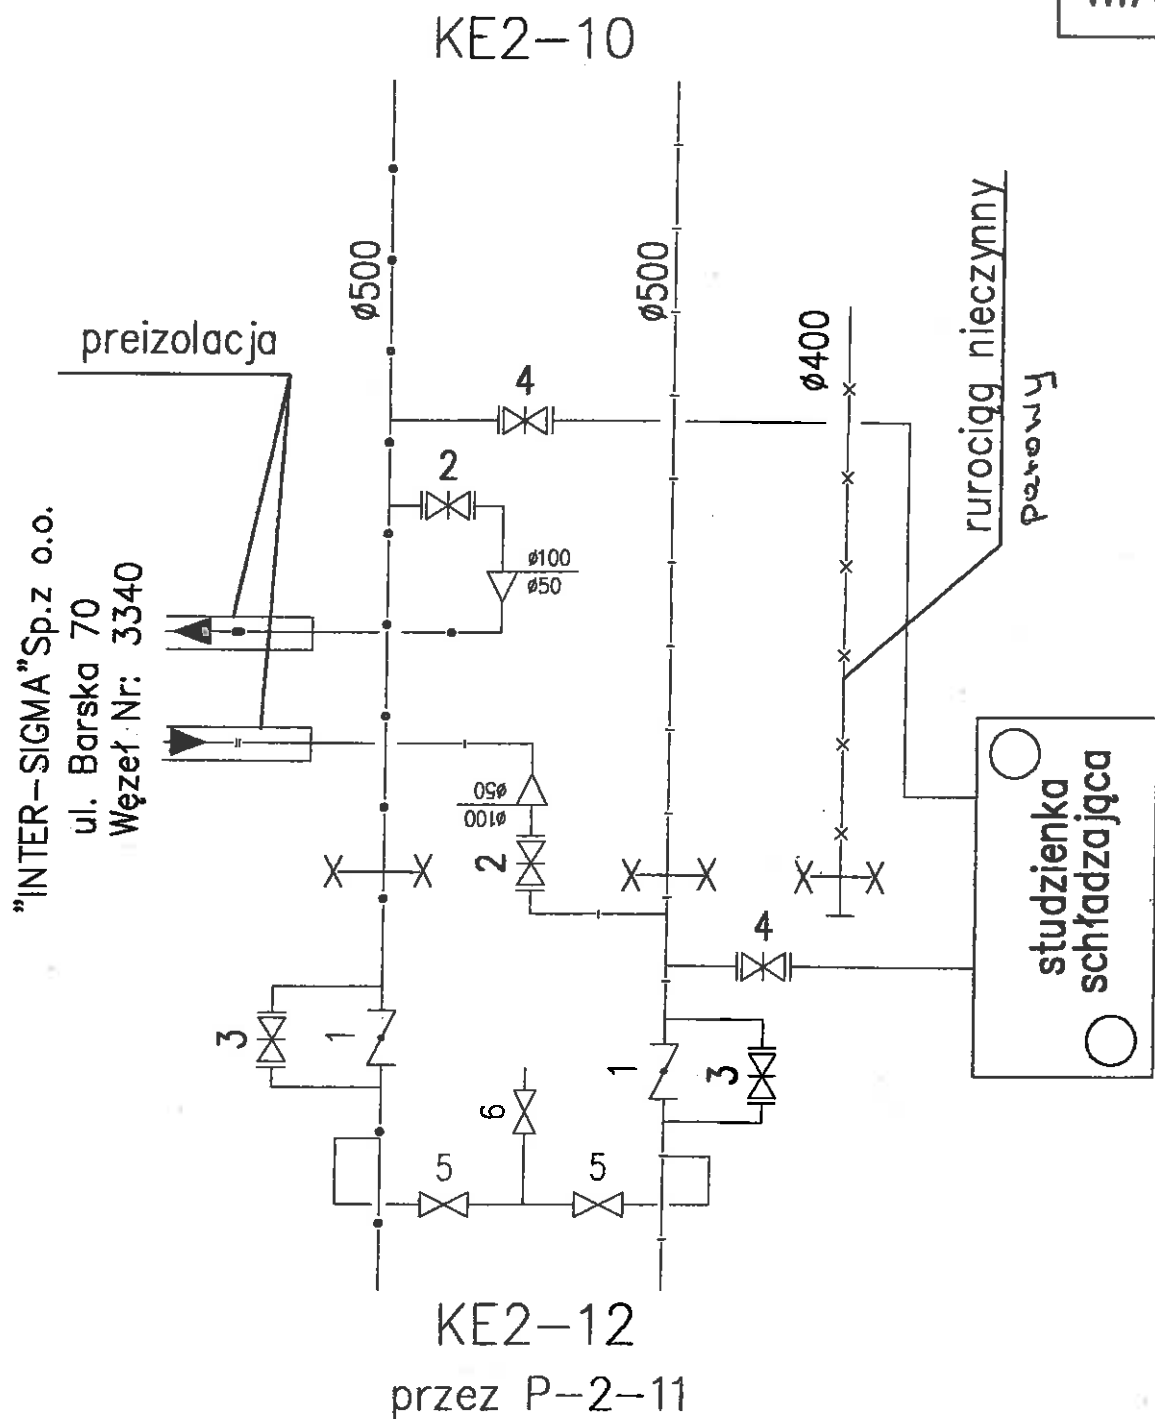 KE2-10
ø500
ø500
ø400
preizolacja
rurociąg nieczynny
parowy
4
2
ø100
ø50
"INTER-SIGMA"Sp.z o.o.
ul. Barska 70
Węzeł Nr: 3340
ø50
ø100
2
4
studzienka
schładzająca
3
1
1
3
6
5
5
KE2-12
przez P-2-11